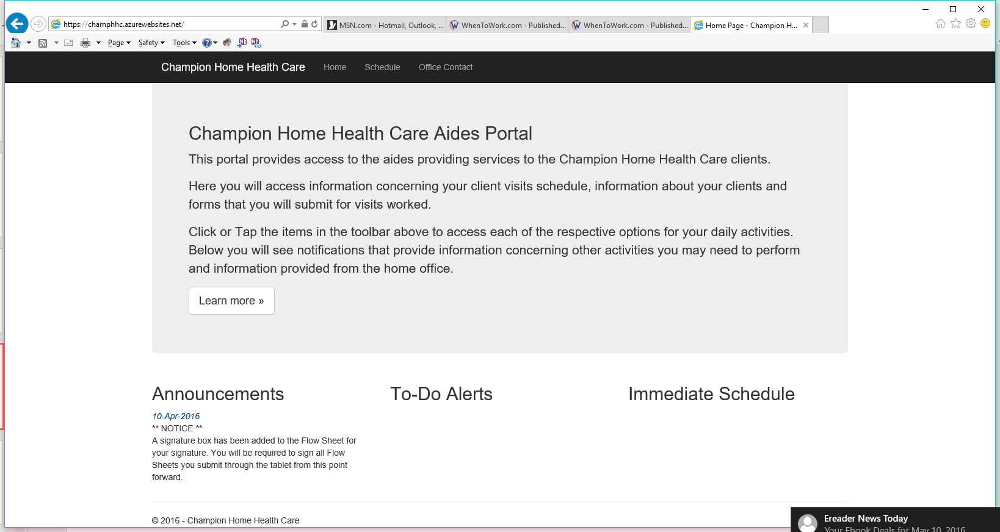 https://champhhc.azurewebsites.net/
MSN.com - Hotmail, Outlook, ...
WhenToWork.com - Published...
WhenToWork.com - Published...
Home Page - Champion H...
Page
Safety
Tools
Champion Home Health Care
Home
Schedule
Office Contact
Champion Home Health Care Aides Portal
This portal provides access to the aides providing services to the Champion Home Health Care clients.
Here you will access information concerning your client visits schedule, information about your clients and
forms that you will submit for visits worked.
Click or Tap the items in the toolbar above to access each of the respective options for your daily activities.
Below you will see notifications that provide information concerning other activities you may need to perform
and information provided from the home office.
Learn more »
Announcements
10-Apr-2016
** NOTICE **
A signature box has been added to the Flow Sheet for
your signature. You will be required to sign all Flow
Sheets you submit through the tablet from this point
forward.
To-Do Alerts
Immediate Schedule
© 2016 - Champion Home Health Care
Ereader News Today
Your Ebook Deals for May 10, 2016